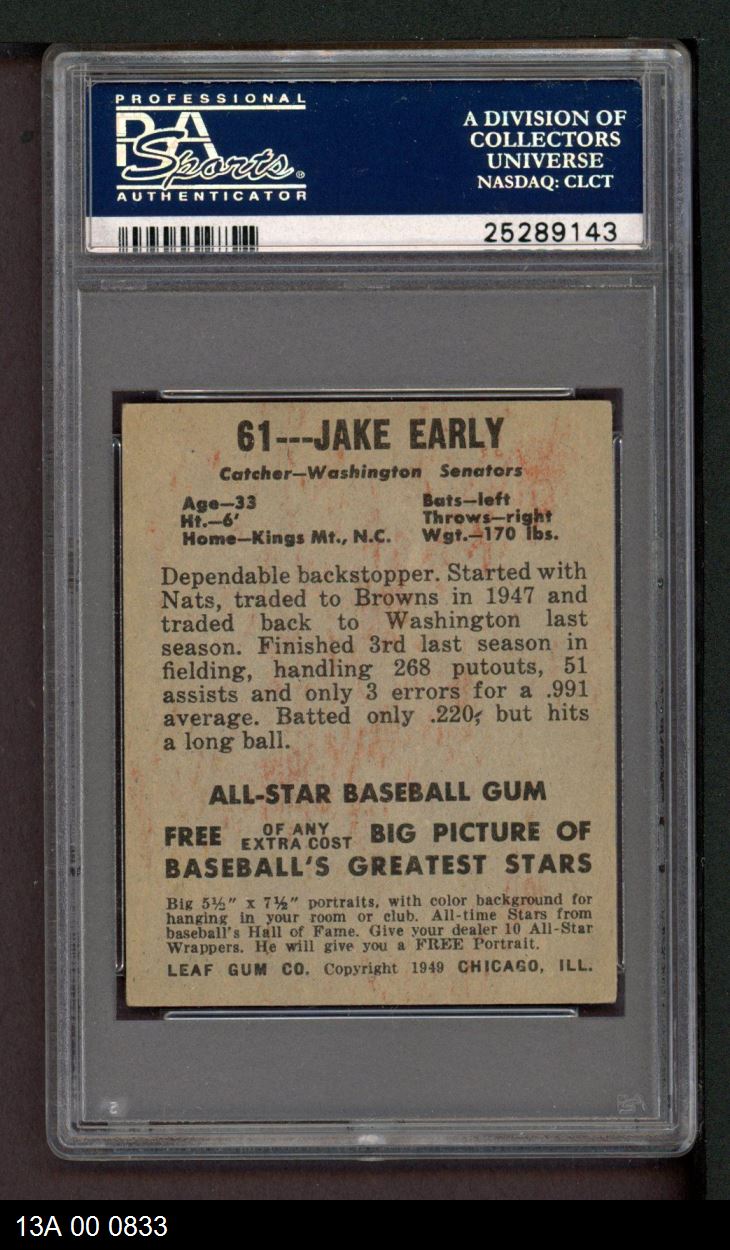 PROFESSIONAL
PSA
Sports®
AUTHENTICATOR
A DIVISION OF
COLLECTORS
UNIVERSE
NASDAQ: CLCT
25289143
61---JAKE EARLY
Catcher—Washington Senators
Age—33
Ht.—6'
Home—Kings Mt., N.C.
Bats—left
Throws—right
Wgt.—170 lbs.
Dependable backstopper. Started with
Nats, traded to Browns in 1947 and
traded back to Washington last
season. Finished 3rd last season in
fielding, handling 268 putouts, 51
assists and only 3 errors for a .991
average. Batted only .220, but hits
a long ball.
ALL-STAR BASEBALL GUM
FREE OF ANY EXTRA COST BIG PICTURE OF
BASEBALL'S GREATEST STARS
Big 5½" x 7½" portraits, with color background for
hanging in your room or club. All-time Stars from
baseball's Hall of Fame. Give your dealer 10 All-Star
Wrappers. He will give you a FREE Portrait.
LEAF GUM CO. Copyright 1949 CHICAGO, ILL.
13A 00 0833